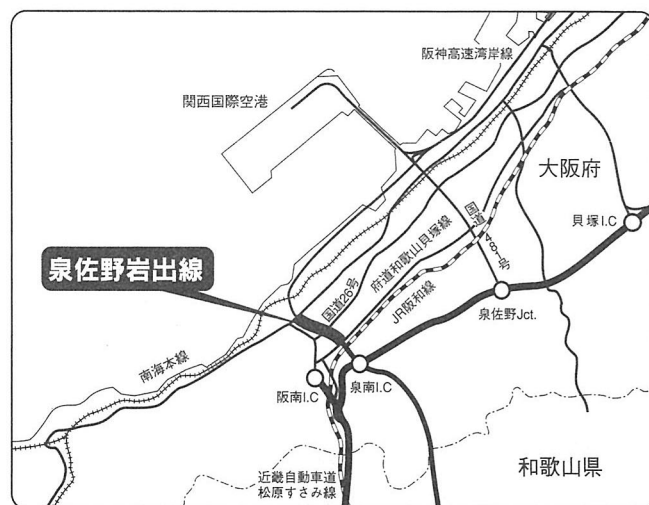 阪神高速湾岸線
関西国際空港
大阪府
貝塚I.C
国道481号
府道和歌山貝塚線
泉佐野岩出線
国道26号
JR阪和線
泉佐野Jct.
南海本線
阪南I.C
泉南I.C
和歌山県
近畿自動車道
松原すさみ線